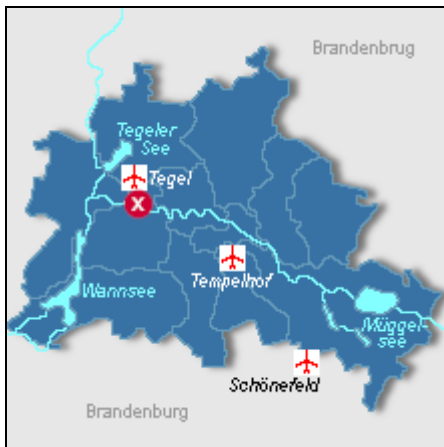 Brandenbrug
Tegeler
See
Tegel
X
Tempelhof
Wannsee
Müggel-
see
Schönefeld
Brandenburg